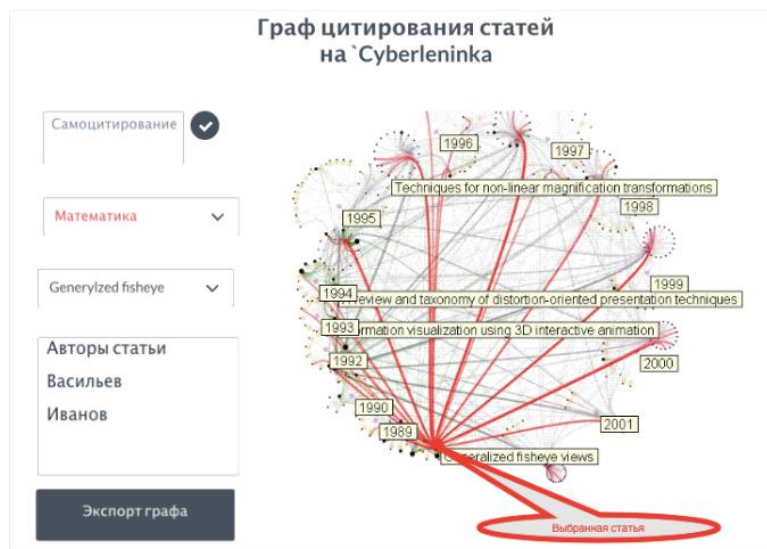 Граф цитирования статей
на `Cyberleninka
Самоцитирование
Математика
Generylzed fisheye
Авторы статьи
Васильев
Иванов
Экспорт графа
1996
1997
Techniques for non-linear magnification transformations
1998
1995
1999
1994
review and taxonomy of distortion-oriented presentation techniques
1993
visualization using 3D interactive animation
1992
2000
1990
2001
1989
Generalized fisheye views
Выбранная статья